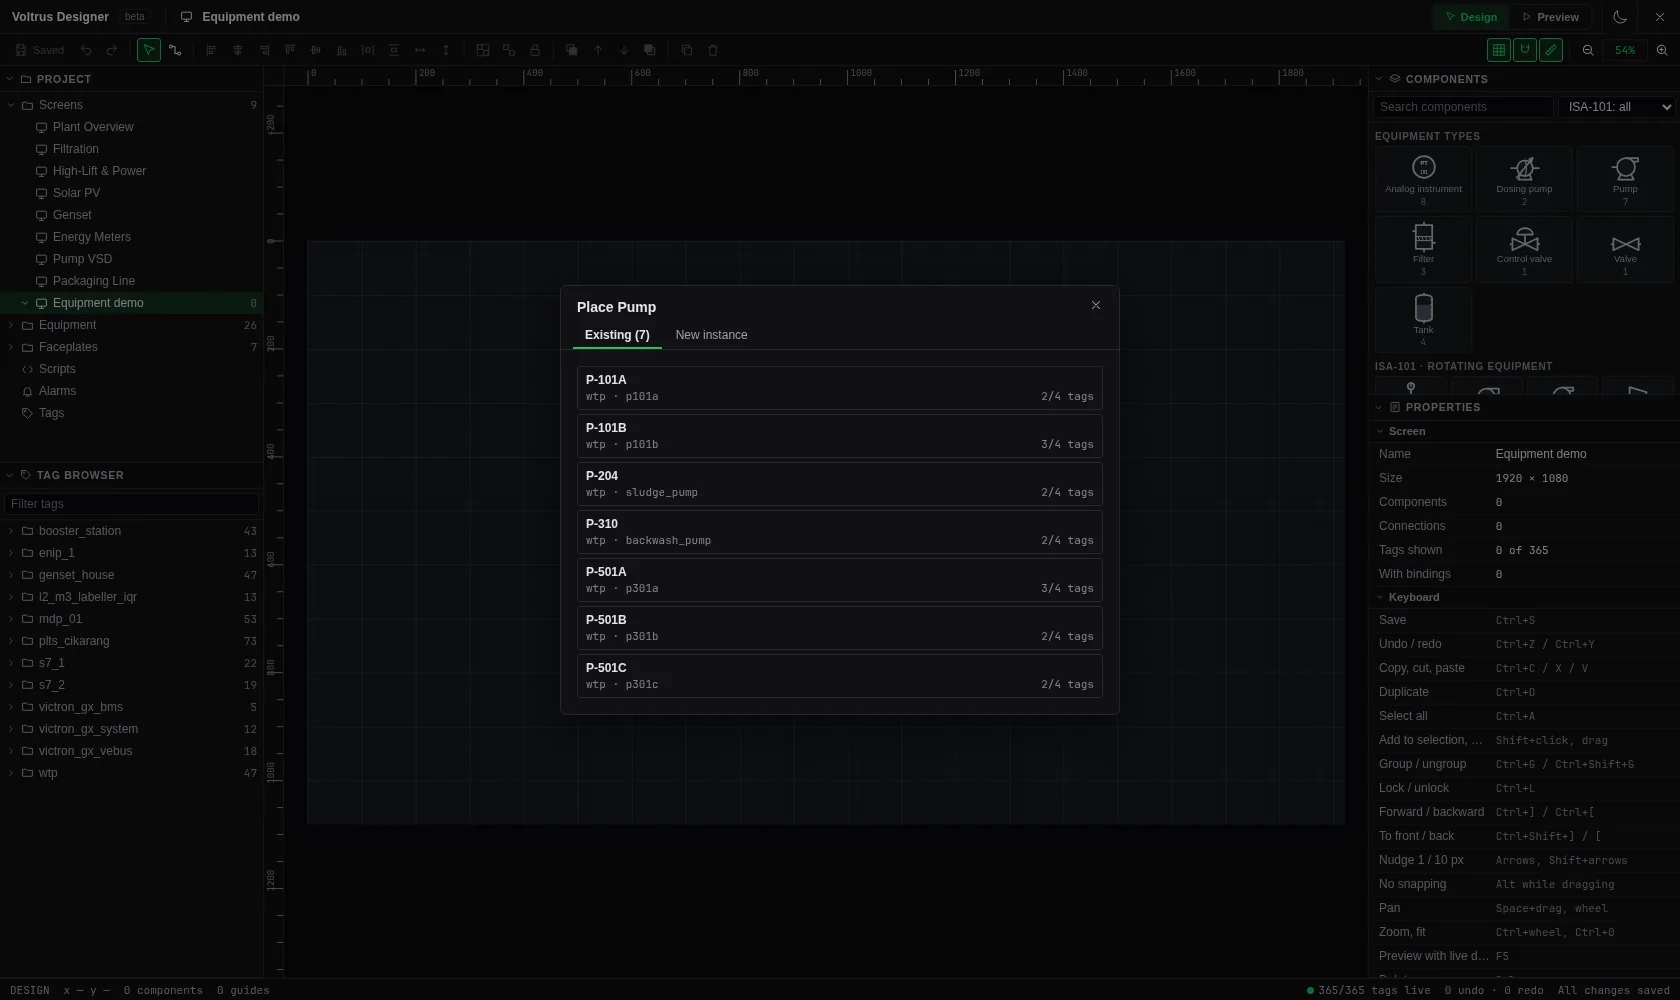 Voltrus Designer beta Equipment demo Design Preview
Saved 54%
PROJECT
Screens 9
Plant Overview
Filtration
High-Lift & Power
Solar PV
Genset
Energy Meters
Pump VSD
Packaging Line
Equipment demo 0
Equipment 26
Faceplates 7
Scripts
Alarms
Tags
TAG BROWSER
Filter tags
booster_station 43
enip_1 13
genset_house 47
l2_m3_labeller_iqr 13
mdp_01 53
plts_cikarang 73
s7_1 22
s7_2 19
victron_gx_bms 5
victron_gx_system 12
victron_gx_vebus 18
wtp 47
0 200 400 600 800 1000 1200 1400 1600 1800
-200
0
200
400
600
800
1000
1200
Place Pump
Existing (7) New instance
P-101A
wtp · p101a 2/4 tags
P-101B
wtp · p101b 3/4 tags
P-204
wtp · sludge_pump 2/4 tags
P-310
wtp · backwash_pump 2/4 tags
P-501A
wtp · p301a 3/4 tags
P-501B
wtp · p301b 2/4 tags
P-501C
wtp · p301c 2/4 tags
COMPONENTS
Search components ISA-101: all
EQUIPMENT TYPES
PT
101
Analog instrument 8
Dosing pump 2
Pump 7
Filter 3
Control valve 1
Valve 1
Tank 4
ISA-101 · ROTATING EQUIPMENT
PROPERTIES
Screen
Name Equipment demo
Size 1920 × 1080
Components 0
Connections 0
Tags shown 0 of 365
With bindings 0
Keyboard
Save Ctrl+S
Undo / redo Ctrl+Z / Ctrl+Y
Copy, cut, paste Ctrl+C / X / V
Duplicate Ctrl+D
Select all Ctrl+A
Add to selection, … Shift+click, drag
Group / ungroup Ctrl+G / Ctrl+Shift+G
Lock / unlock Ctrl+L
Forward / backward Ctrl+] / Ctrl+[
To front / back Ctrl+Shift+] / [
Nudge 1 / 10 px Arrows, Shift+arrows
No snapping Alt while dragging
Pan Space+drag, wheel
Zoom, fit Ctrl+wheel, Ctrl+0
Preview with live d… F5
DESIGN x — y — 0 components 0 guides
365/365 tags live 0 undo · 0 redo All changes saved